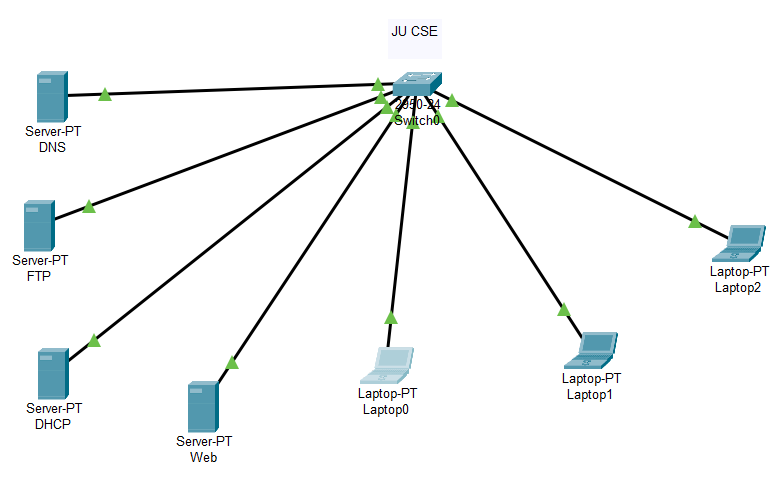 JU CSE
2950-24
Switch0
Server-PT
DNS
Server-PT
FTP
Laptop-PT
Laptop2
Server-PT
DHCP
Server-PT
Web
Laptop-PT
Laptop0
Laptop-PT
Laptop1